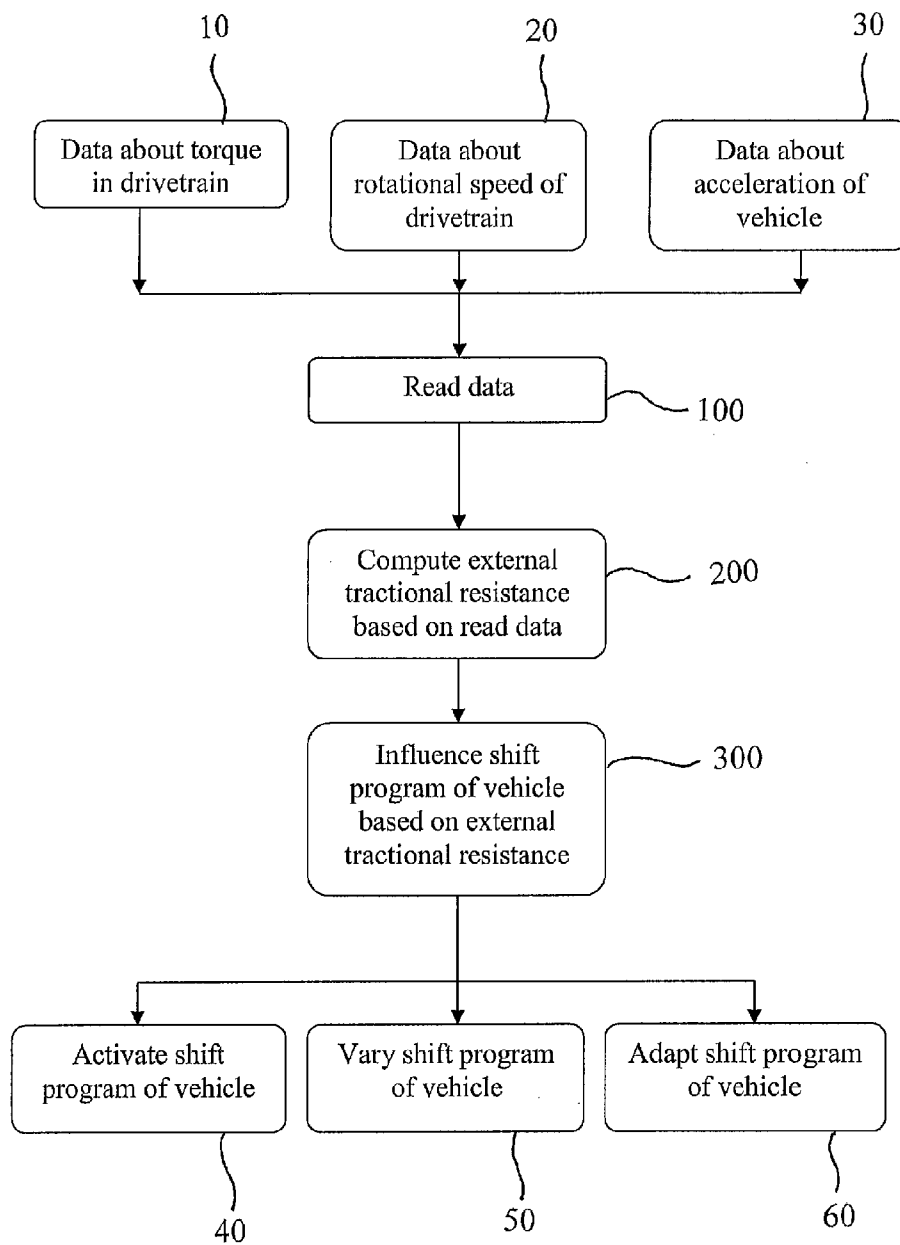 10
20
30
Data about torque
in drivetrain
Data about
rotational speed of
drivetrain
Data about
acceleration of
vehicle
Read data
100
Compute external
tractional resistance
based on read data
200
Influence shift
program of vehicle
based on external
tractional resistance
300
Activate shift
program of vehicle
Vary shift program
of vehicle
Adapt shift program
of vehicle
40
50
60